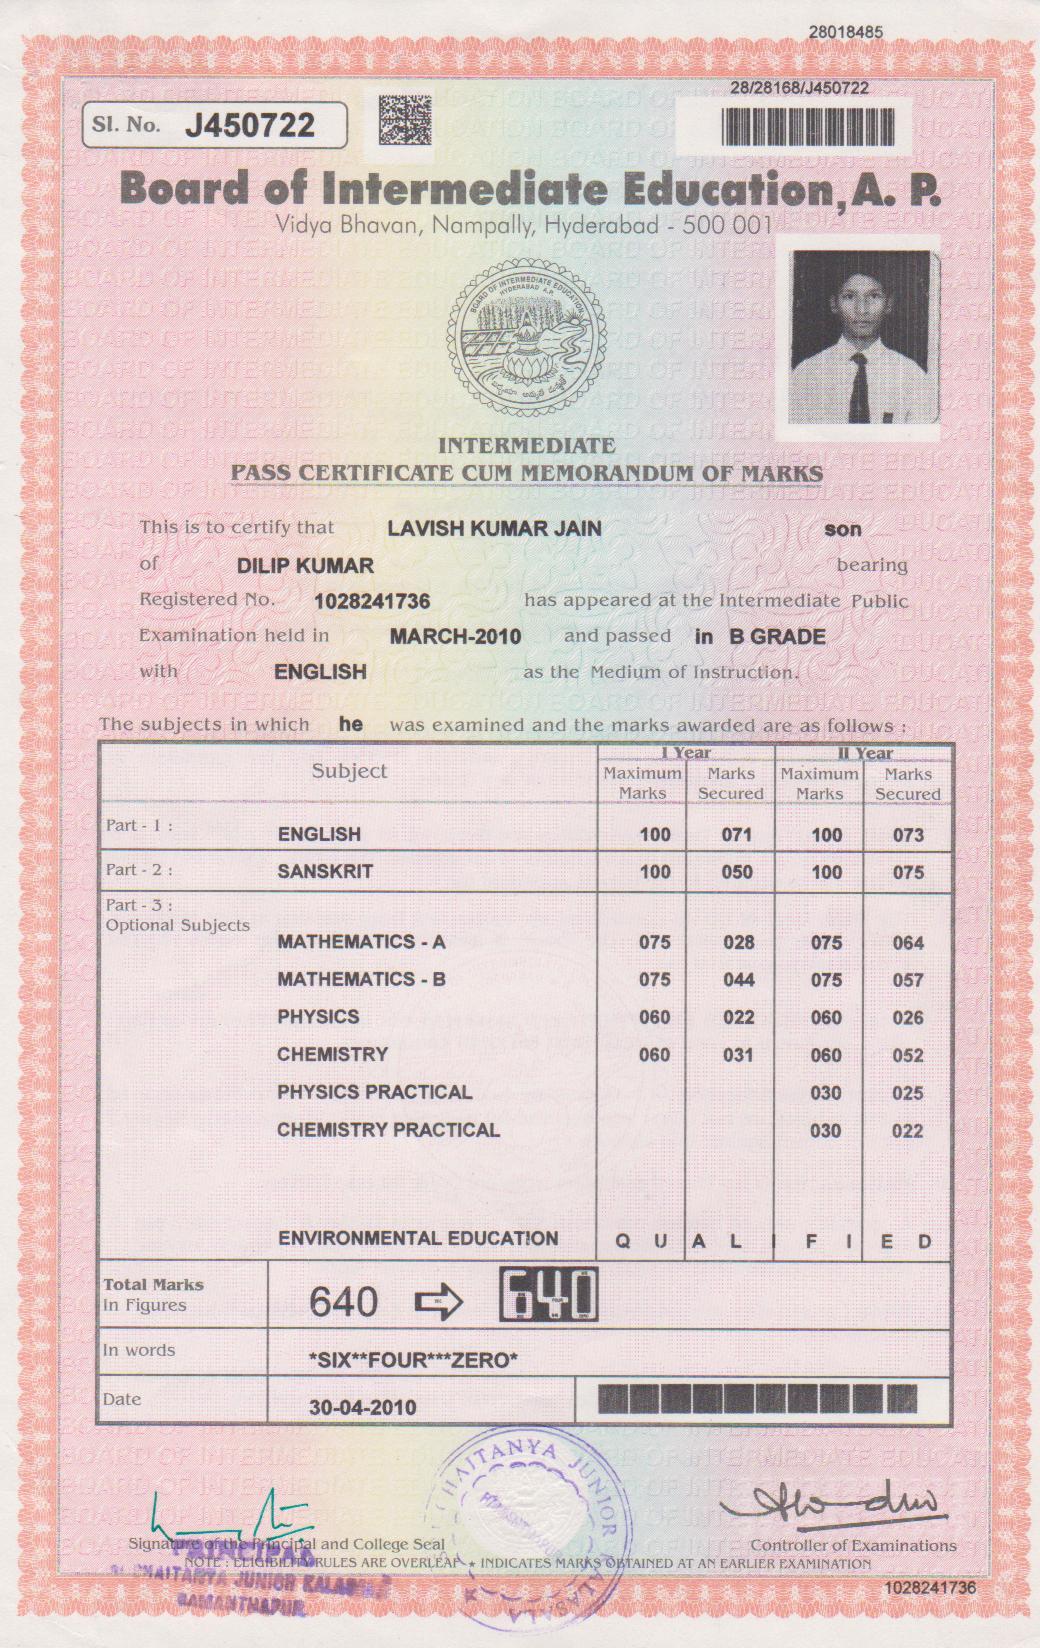 28018485
28/28168/J450722
Sl. No. J450722
Board of Intermediate Education, A. P.
Vidya Bhavan, Nampally, Hyderabad - 500 001
BOARD OF INTERMEDIATE EDUCATION
HYDERABAD A.P.
INTERMEDIATE
PASS CERTIFICATE CUM MEMORANDUM OF MARKS
This is to certify that LAVISH KUMAR JAIN son
of DILIP KUMAR bearing
Registered No. 1028241736 has appeared at the Intermediate Public
Examination held in MARCH-2010 and passed in B GRADE
with ENGLISH as the Medium of Instruction.
The subjects in which he was examined and the marks awarded are as follows :
Subject I Year II Year
Maximum Marks Marks Secured Maximum Marks Marks Secured
Part - 1 : ENGLISH 100 071 100 073
Part - 2 : SANSKRIT 100 050 100 075
Part - 3 :
Optional Subjects
MATHEMATICS - A 075 028 075 064
MATHEMATICS - B 075 044 075 057
PHYSICS 060 022 060 026
CHEMISTRY 060 031 060 052
PHYSICS PRACTICAL 030 025
CHEMISTRY PRACTICAL 030 022
ENVIRONMENTAL EDUCATION Q U A L I F I E D
Total Marks
In Figures 640 640
In words *SIX**FOUR***ZERO*
Date 30-04-2010
CHAITANYA JUNIOR KALASALA
Signature of the Principal and College Seal Controller of Examinations
PRINCIPAL
NOTE : ELIGIBILITY RULES ARE OVERLEAF ★ INDICATES MARKS OBTAINED AT AN EARLIER EXAMINATION
CHAITANYA JUNIOR KALASALA
RAMANTHAPUR
1028241736